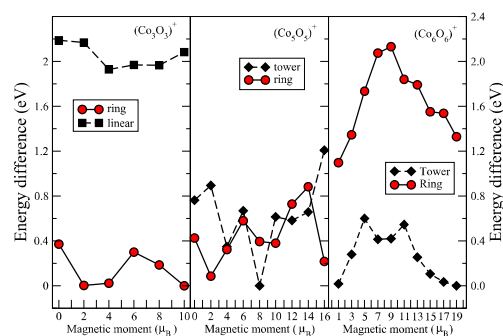 (Co3O3)+
(Co5O5)+
(Co6O6)+
2.4
2
1.6
1.2
0.8
0.4
0
2
1.6
1.2
0.8
0.4
0
Energy difference (eV)
Energy difference (eV)
ring
linear
tower
ring
Tower
Ring
0 2 4 6 8 10
0 2 4 6 8 10 12 14 16
1 3 5 7 9 11 13 15 17 19
Magnetic moment (μB)
Magnetic moment (μB)
Magnetic moment (μB)